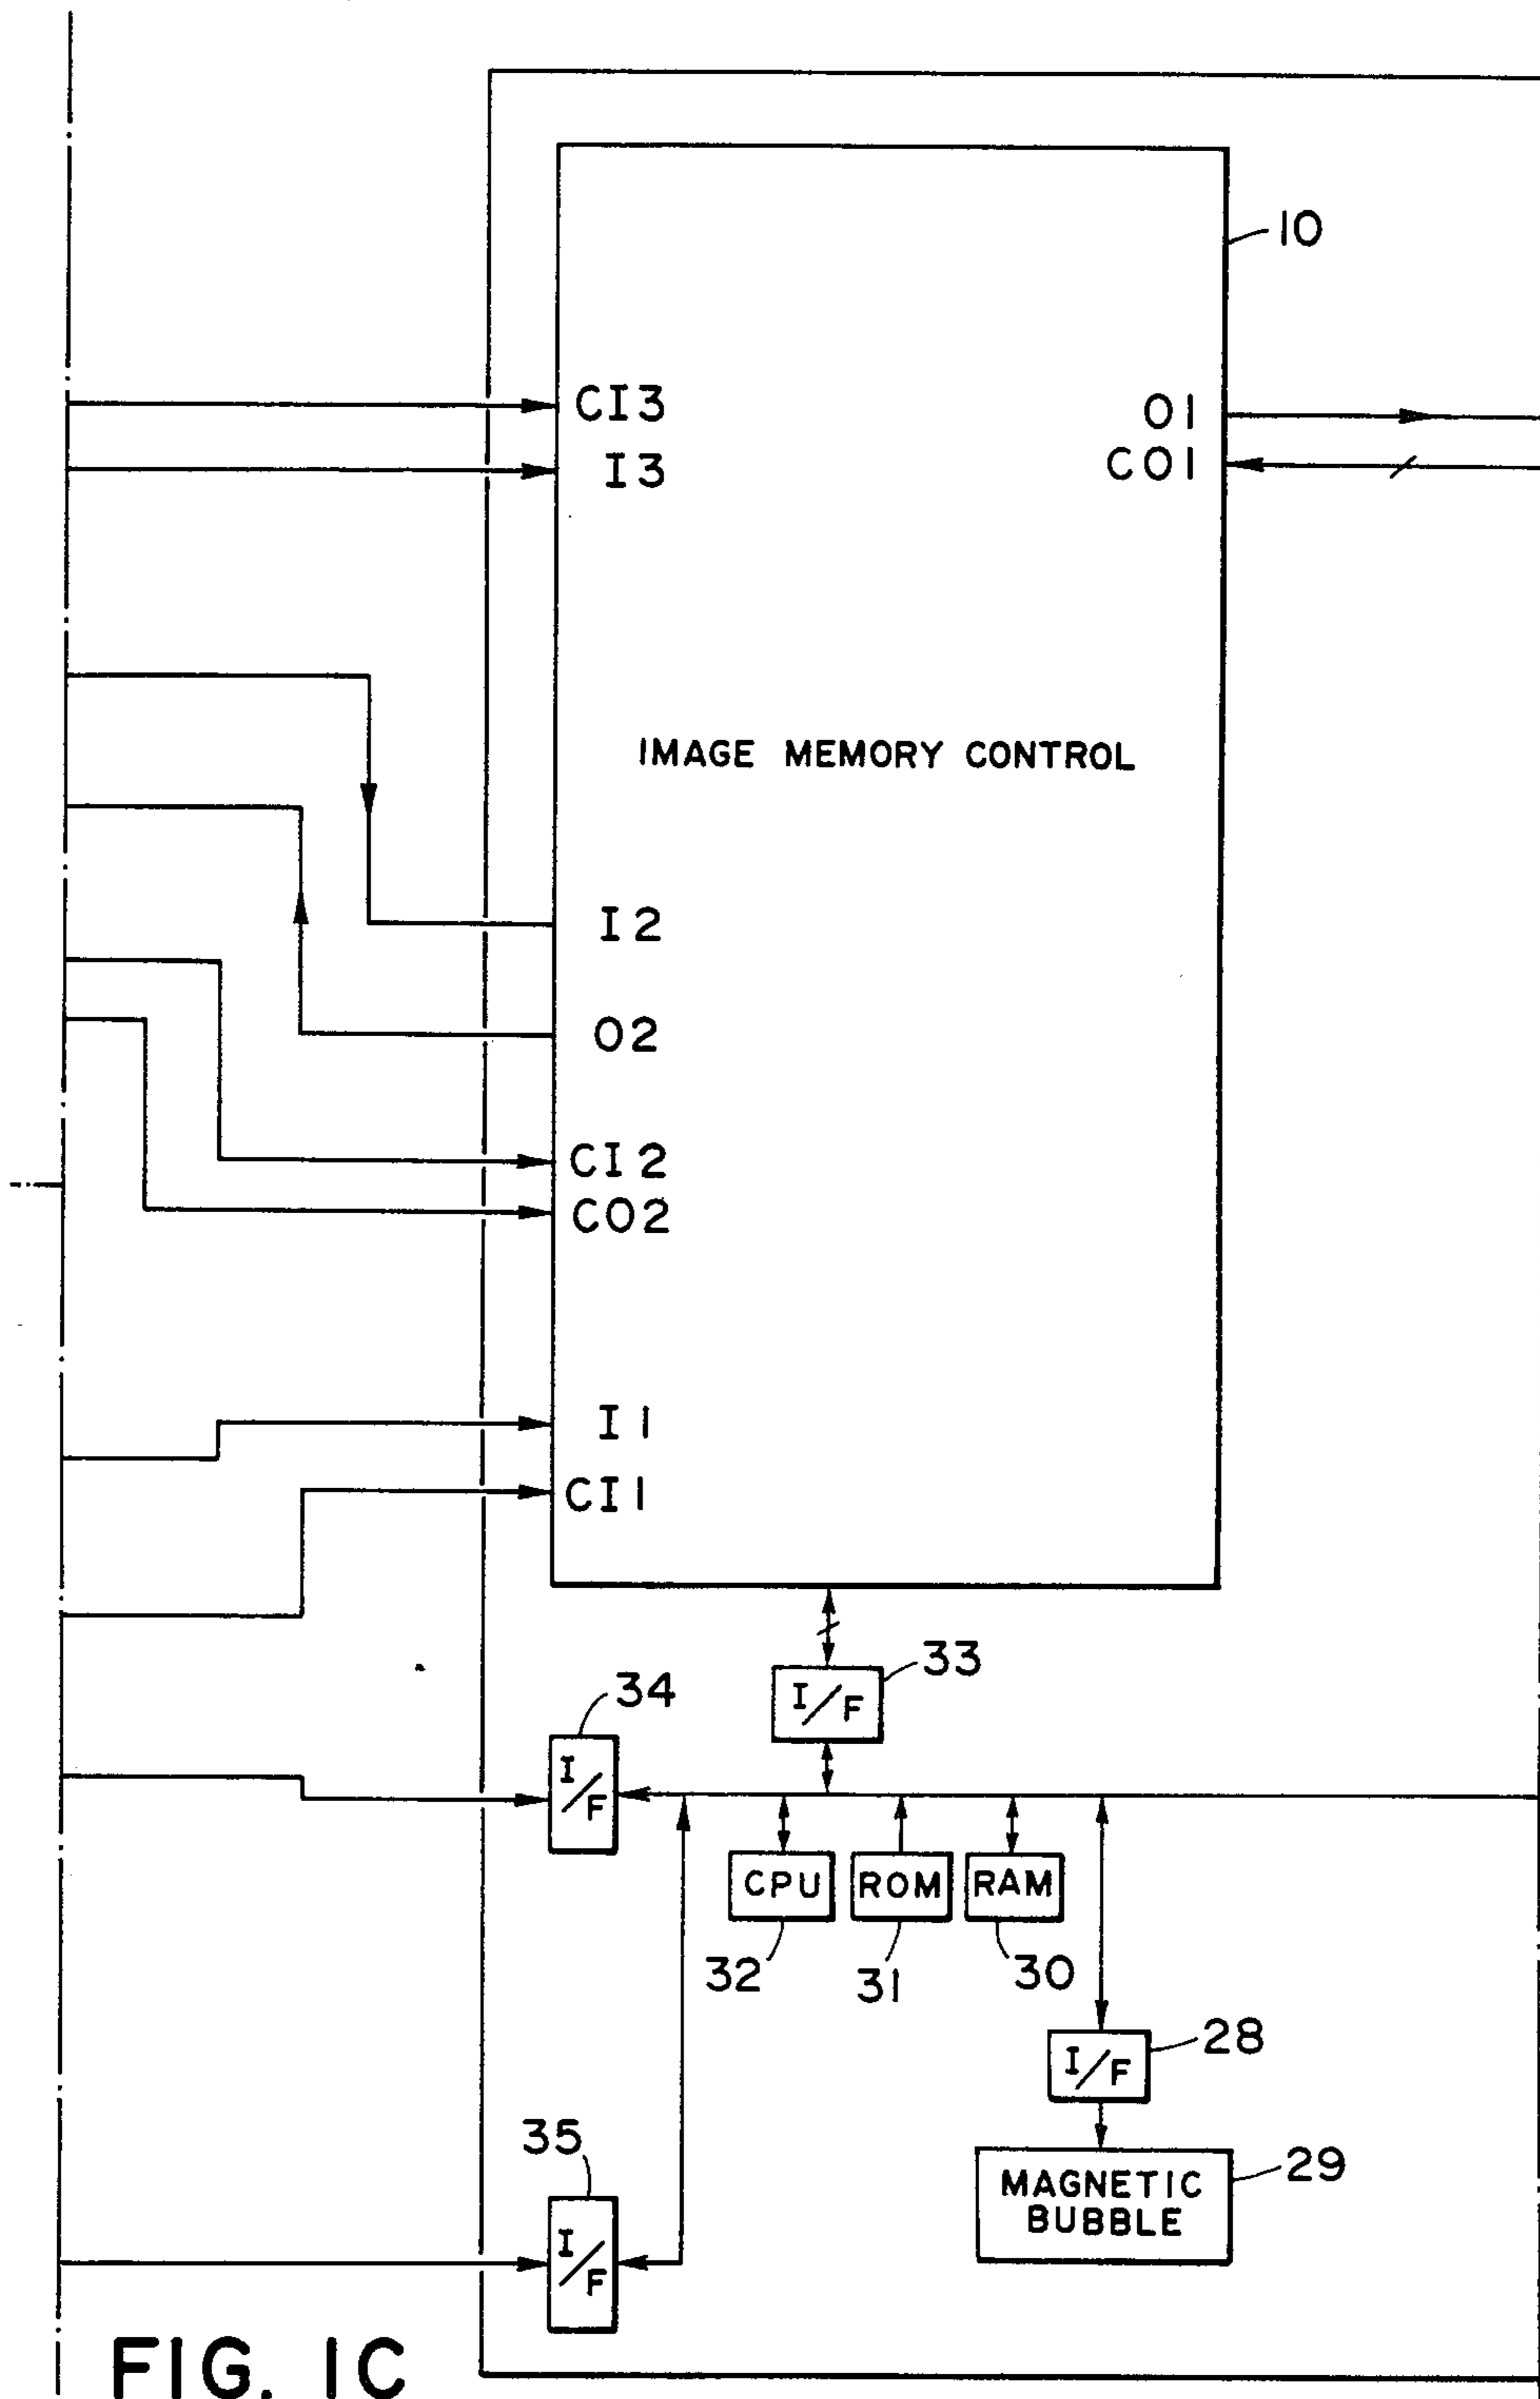 10
CI3
O1
I3
CO1
IMAGE MEMORY CONTROL
I2
O2
CI2
CO2
I1
CI1
33
I/F
34
I/F
CPU
ROM
RAM
32
31
30
28
I/F
35
I/F
29
MAGNETIC
BUBBLE
FIG. 1C